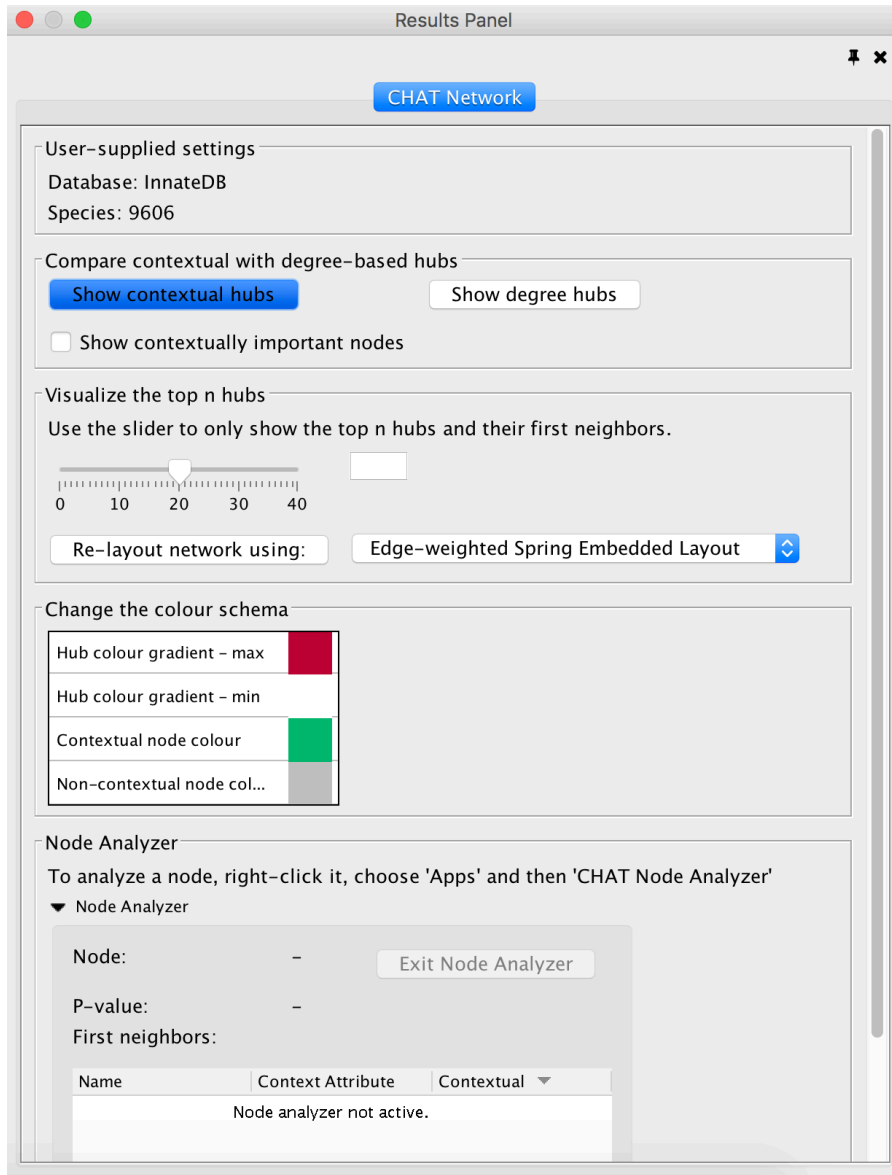 Results Panel
CHAT Network
User-supplied settings
Database: InnateDB
Species: 9606
Compare contextual with degree-based hubs
Show contextual hubs
Show degree hubs
Show contextually important nodes
Visualize the top n hubs
Use the slider to only show the top n hubs and their first neighbors.
0 10 20 30 40
Re-layout network using:
Edge-weighted Spring Embedded Layout
Change the colour schema
Hub colour gradient - max
Hub colour gradient - min
Contextual node colour
Non-contextual node col...
Node Analyzer
To analyze a node, right-click it, choose 'Apps' and then 'CHAT Node Analyzer'
Node Analyzer
Node: -
Exit Node Analyzer
P-value: -
First neighbors:
Name Context Attribute Contextual
Node analyzer not active.